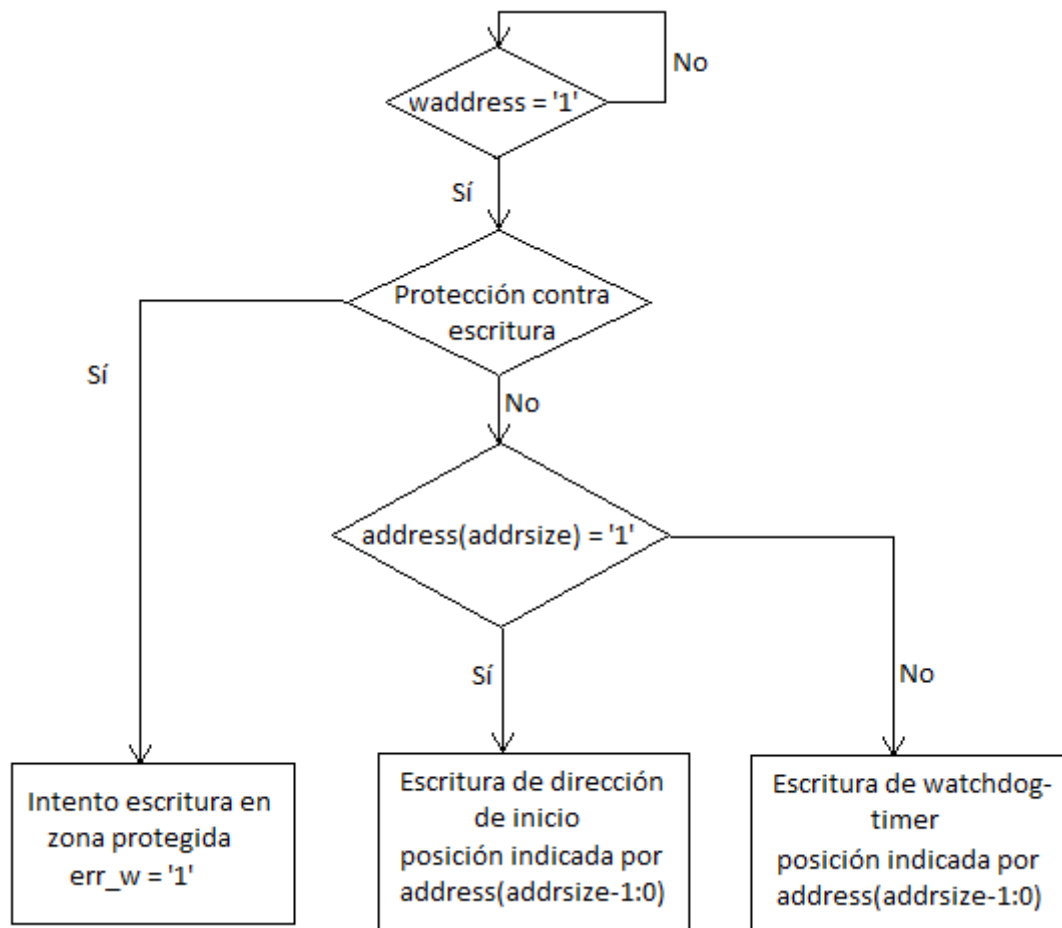 No
waddress = '1'
Sí
Protección contra
escritura
Sí
No
address(addrsize) = '1'
Sí
No
Intento escritura en
zona protegida
err_w = '1'
Escritura de dirección
de inicio
posición indicada por
address(addrsize-1:0)
Escritura de watchdog-
timer
posición indicada por
address(addrsize-1:0)